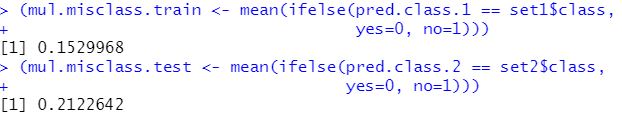 > (mul.misclass.train <- mean(ifelse(pred.class.1 == set1$class,
+                                    yes=0, no=1)))
[1] 0.1529968
> (mul.misclass.test <- mean(ifelse(pred.class.2 == set2$class,
+                                   yes=0, no=1)))
[1] 0.2122642